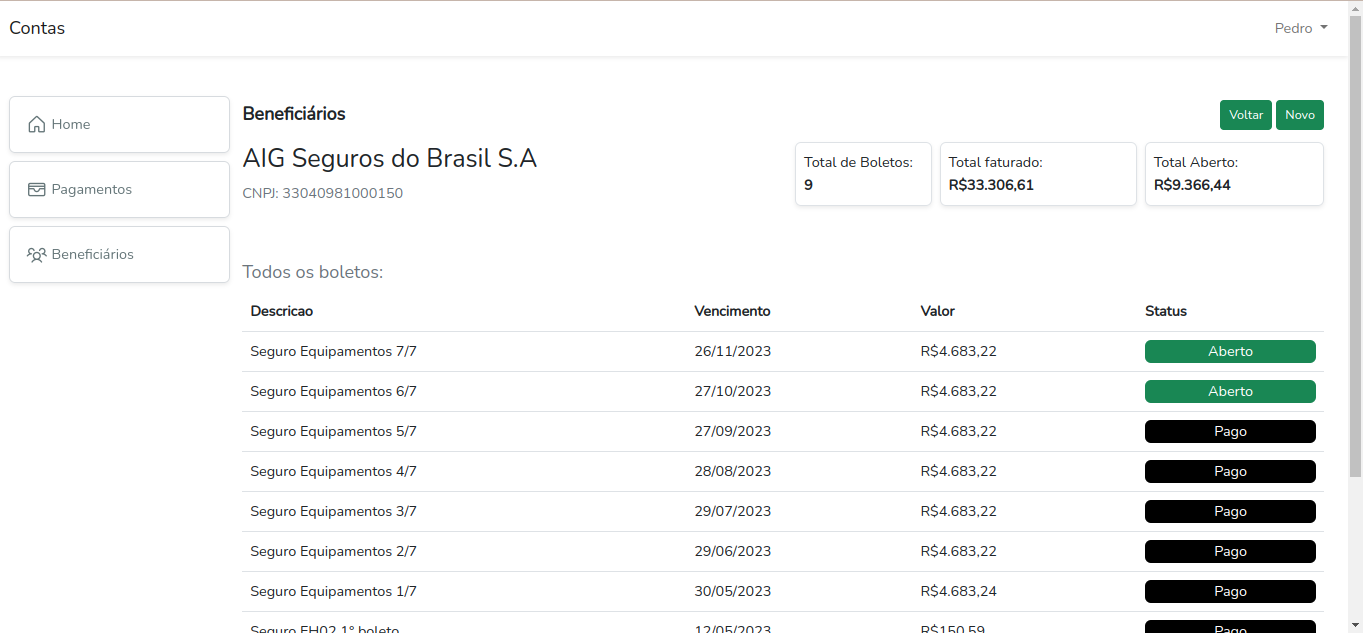 Contas
Pedro
Home
Pagamentos
Beneficiários
Beneficiários
Voltar Novo
AIG Seguros do Brasil S.A
CNPJ: 33040981000150
Total de Boletos:
9
Total faturado:
R$33.306,61
Total Aberto:
R$9.366,44
Todos os boletos:
Descricao Vencimento Valor Status
Seguro Equipamentos 7/7 26/11/2023 R$4.683,22 Aberto
Seguro Equipamentos 6/7 27/10/2023 R$4.683,22 Aberto
Seguro Equipamentos 5/7 27/09/2023 R$4.683,22 Pago
Seguro Equipamentos 4/7 28/08/2023 R$4.683,22 Pago
Seguro Equipamentos 3/7 29/07/2023 R$4.683,22 Pago
Seguro Equipamentos 2/7 29/06/2023 R$4.683,22 Pago
Seguro Equipamentos 1/7 30/05/2023 R$4.683,24 Pago
Seguro FH02 1° boleto 12/05/2023 R$150,59 Pago